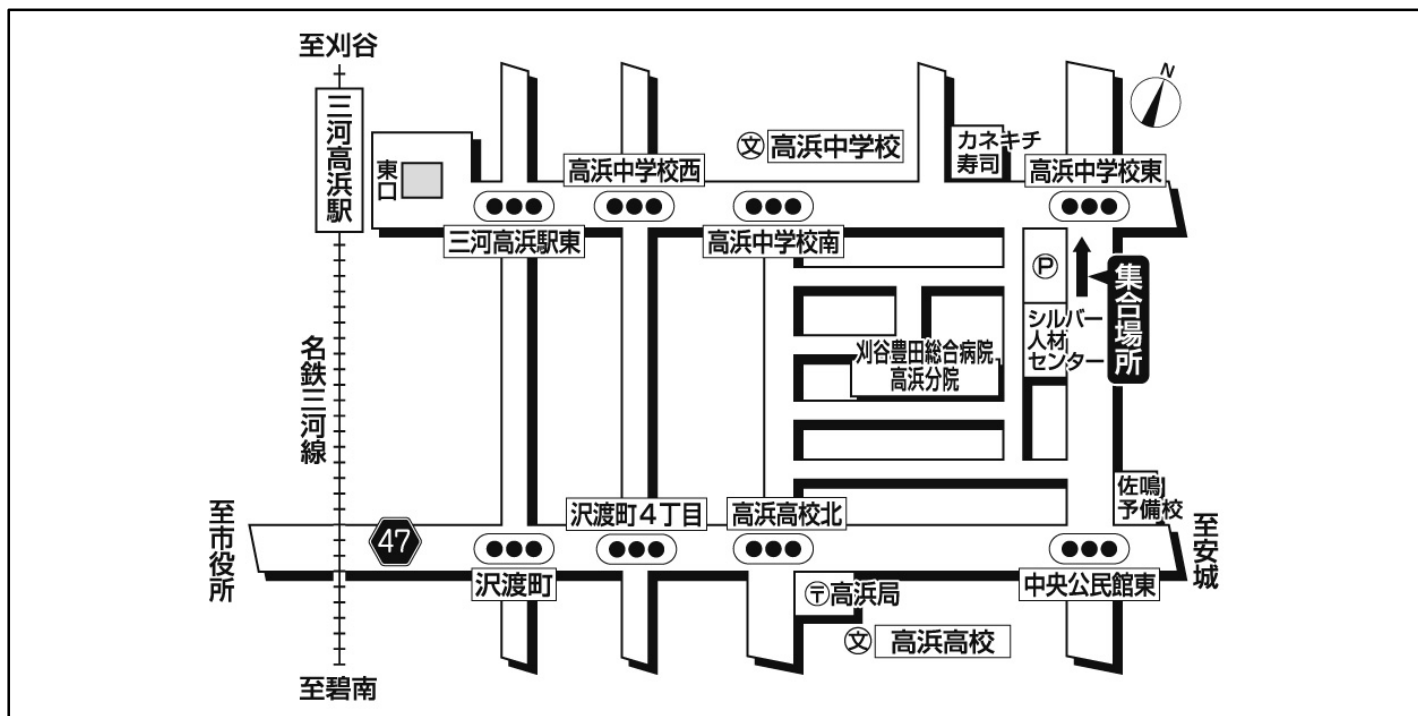 至刈谷
三河高浜駅
東口
N
文 高浜中学校
カネキチ
寿司
高浜中学校西
高浜中学校東
三河高浜駅東
高浜中学校南
P
集合場所
シルバー
人材
センター
刈谷豊田総合病院
高浜分院
名鉄三河線
佐鳴
予備校
至市役所
47
沢渡町4丁目
高浜高校北
至安城
沢渡町
〒高浜局
中央公民館東
文 高浜高校
至碧南